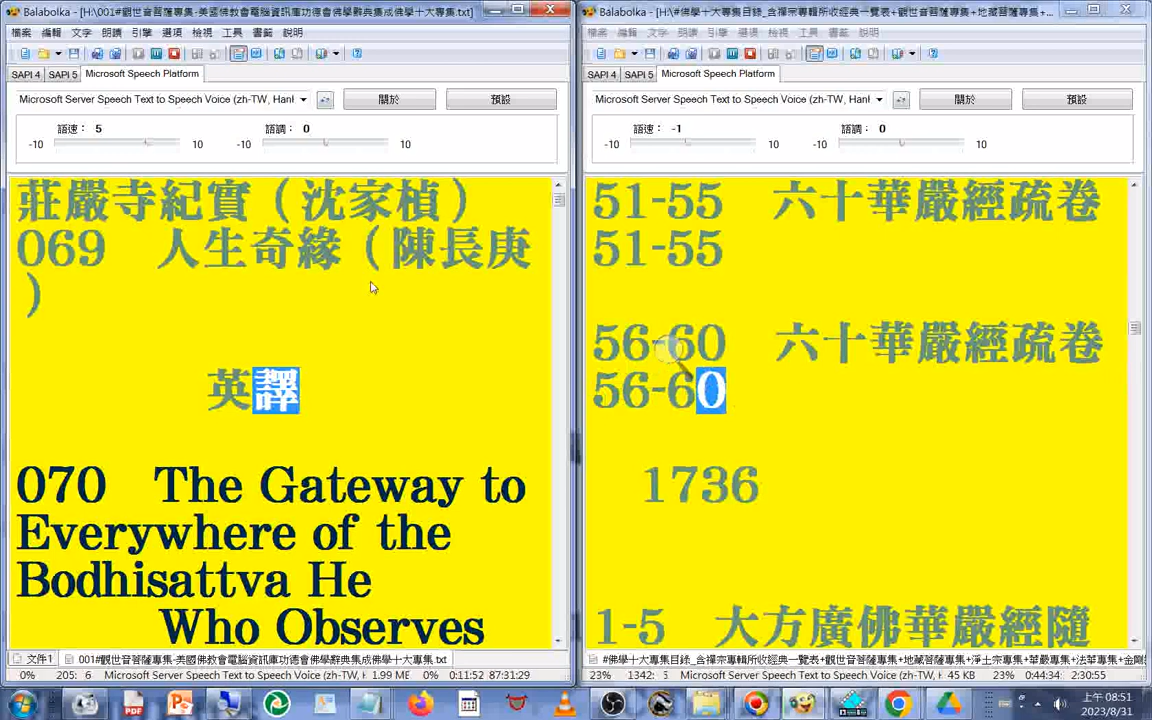 Balabolka - [H:\001#觀世音菩薩專集-美國佛教會電腦資訊庫功德會佛學辭典集成佛學十大專集.txt]
檔案 編輯 文字 朗讀 引擎 選項 檢視 工具 書籤 說明
SAPI 4 SAPI 5 Microsoft Speech Platform
Microsoft Server Speech Text to Speech Voice (zh-TW, Hanl
關於 預設
語速: 5 語調: 0
-10 10 -10 10
莊嚴寺紀實（沈家楨）
069 人生奇緣（陳長庚
）
英譯
070 The Gateway to
Everywhere of the
Bodhisattva He
Who Observes
文件1 001#觀世音菩薩專集-美國佛教會電腦資訊庫功德會佛學辭典集成佛學十大專集.txt
0% 205: 6 Microsoft Server Speech Text to Speech Voice (zh-TW, H 1.99 ME 0% 0:11:52 87:31:29
Balabolka - [H:\#佛學十大專集目錄_含禪宗專輯所收經典一覽表+觀世音菩薩專集+地藏菩薩專集+...
檔案 編輯 文字 朗讀 引擎 選項 檢視 工具 書籤 說明
SAPI 4 SAPI 5 Microsoft Speech Platform
Microsoft Server Speech Text to Speech Voice (zh-TW, Hanl
關於 預設
語速: -1 語調: 0
-10 10 -10 10
51-55 六十華嚴經疏卷
51-55
56-60 六十華嚴經疏卷
56-60
1736
1-5 大方廣佛華嚴經隨
#佛學十大專集目錄_含禪宗專輯所收經典一覽表+觀世音菩薩專集+地藏菩薩專集+淨土宗專集+華嚴專集+法華專集+金剛
23% 1342: 5 Microsoft Server Speech Text to Speech Voice (zh-TW, H 45 KB 23% 0:44:34 2:30:55
上午 08:51
2023/8/31